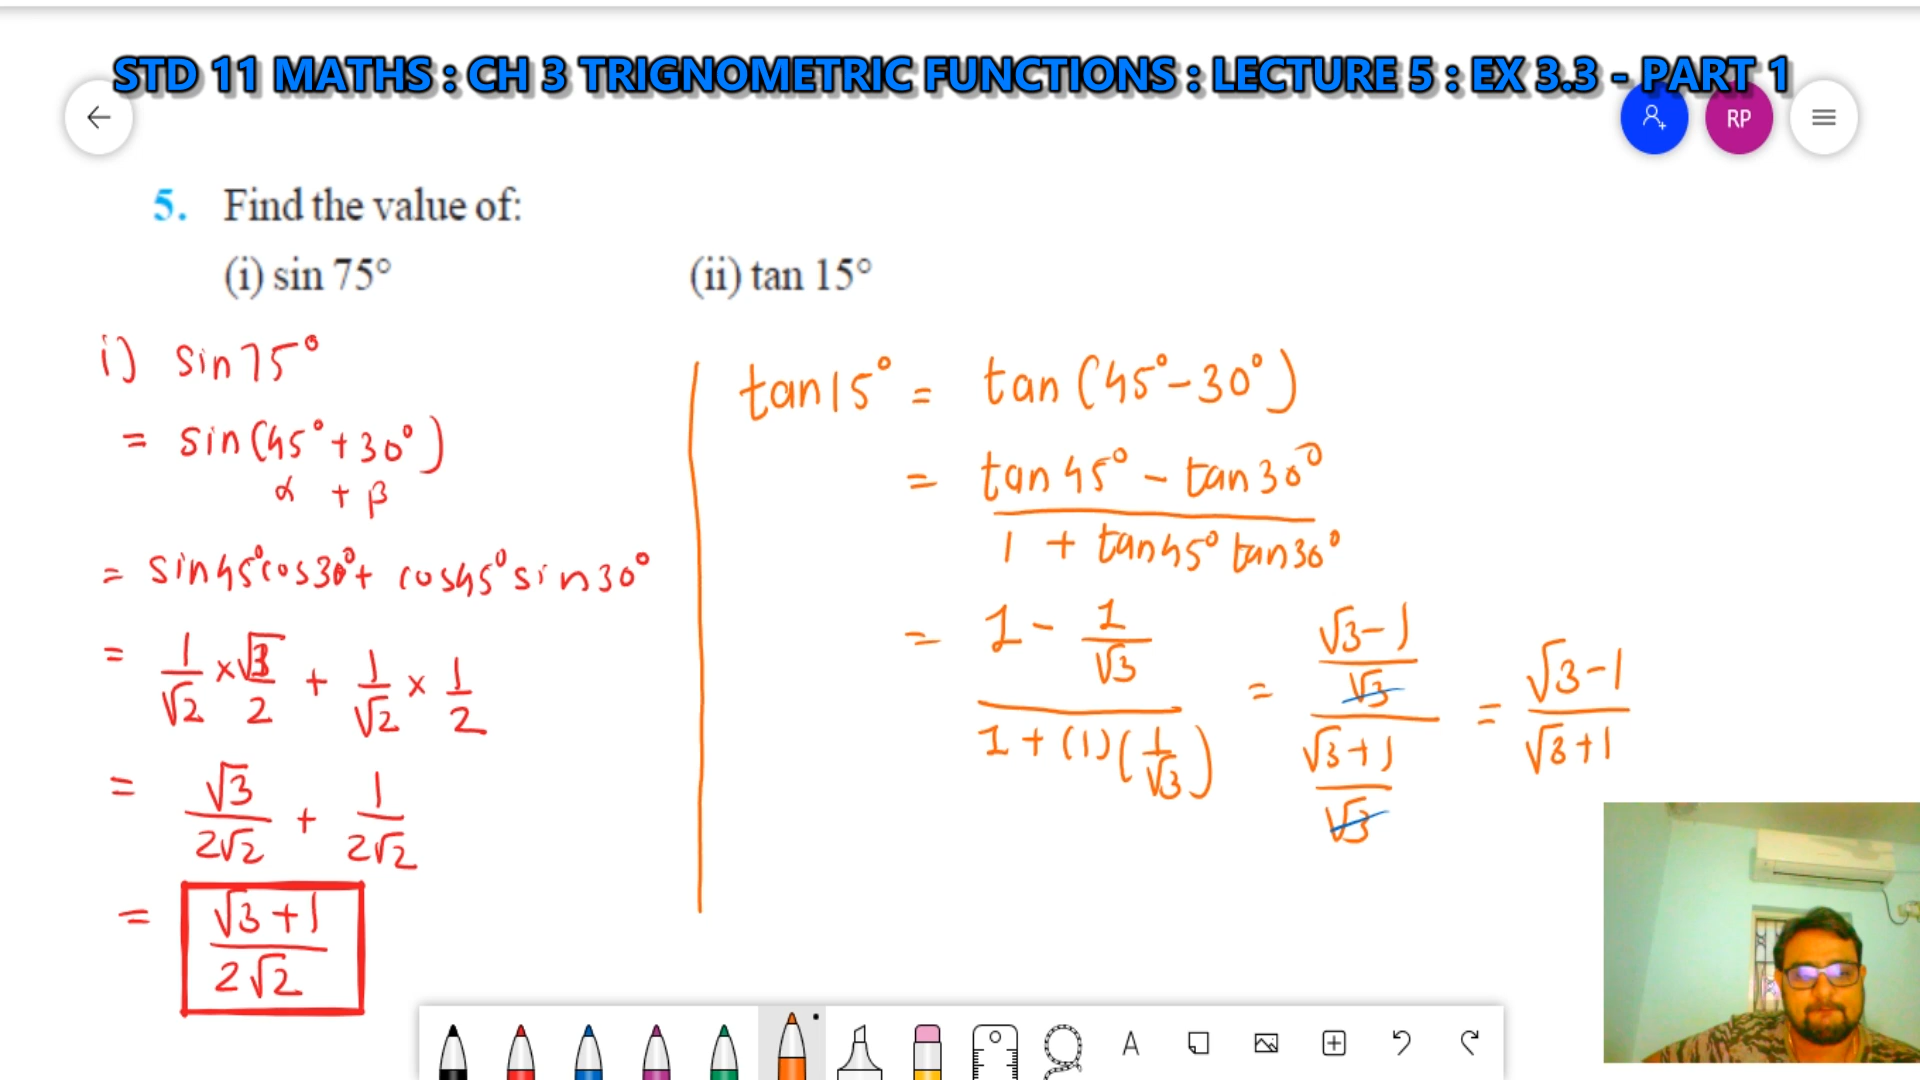 STD 11 MATHS : CH 3 TRIGNOMETRIC FUNCTIONS : LECTURE 5 : EX 3.3 - PART 1
RP
5. Find the value of:
(i) sin 75° (ii) tan 15°
i) sin 75°
= sin(45° + 30°)
α + β
= sin45°cos30° + cos45°sin30°
= 1/√2 × √3/2 + 1/√2 × 1/2
= √3/2√2 + 1/2√2
= √3+1/2√2
tan15° = tan(45°-30°)
= tan45° - tan30°
1 + tan45° tan30°
= 1 - 1/√3 / 1 + (1)(1/√3) = √3-1/√3 / √3+1/√3 = √3-1/√3+1
A